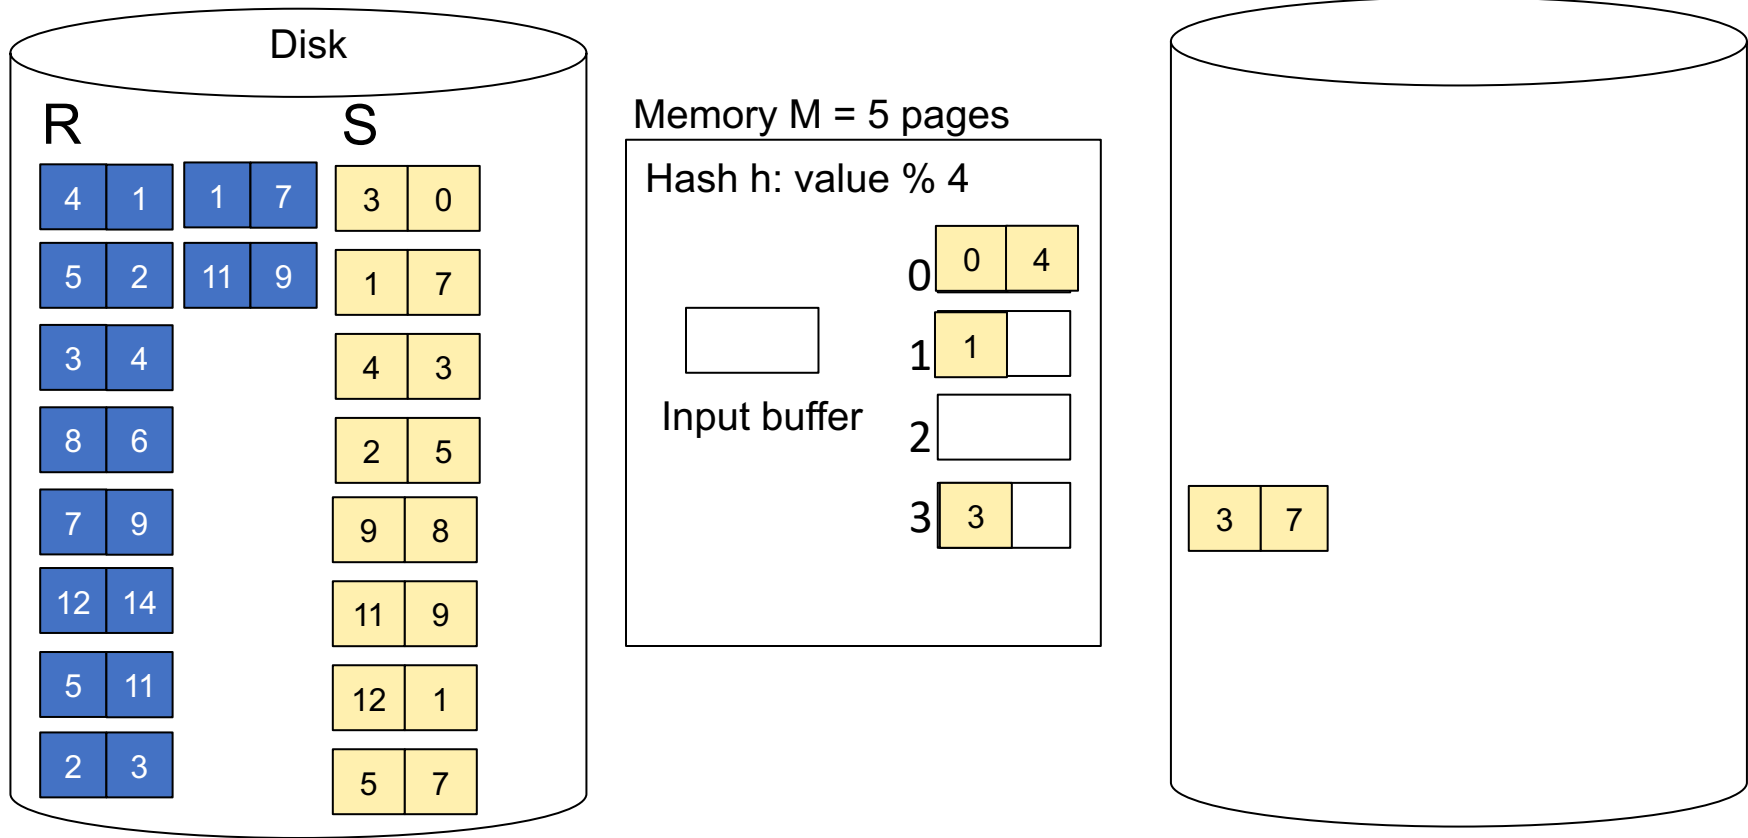 Disk
R S
4 1 1 7 3 0
5 2 11 9 1 7
3 4 4 3
8 6 2 5
7 9 9 8
12 14 11 9
5 11 12 1
2 3 5 7
Memory M = 5 pages
Hash h: value % 4
0 0 4
1 1
2
3 3
Input buffer
3 7